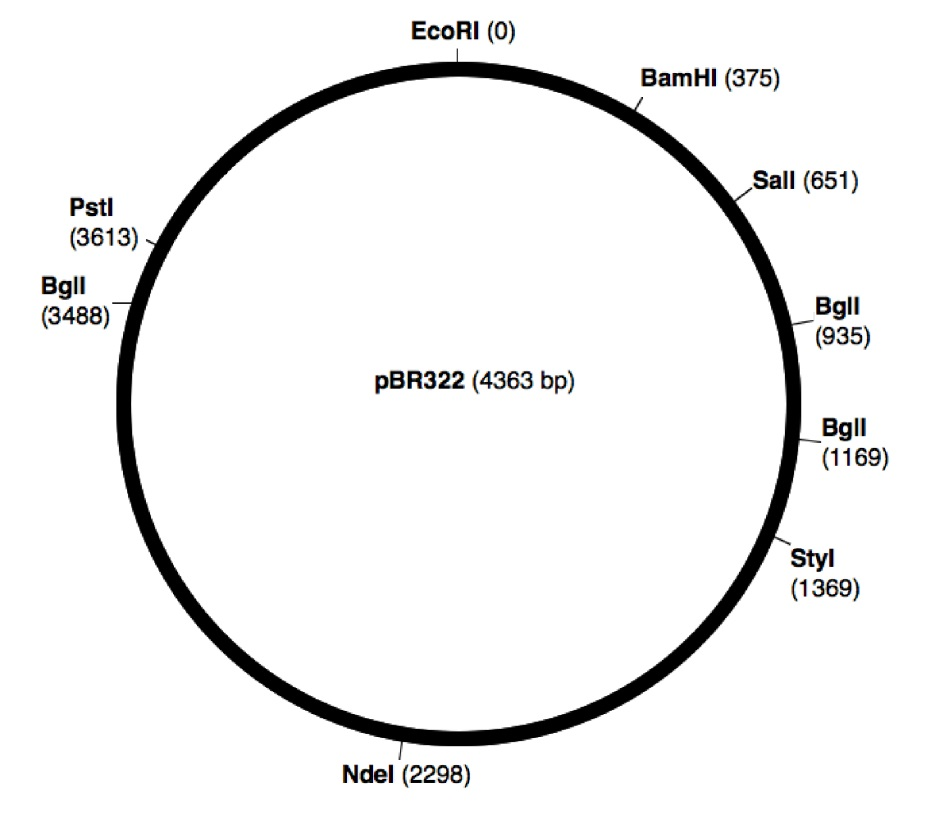 EcoRI (0)
BamHI (375)
SalI (651)
PstI
(3613)
BglI
(3488)
BglI
(935)
pBR322 (4363 bp)
BglI
(1169)
StyI
(1369)
NdeI (2298)